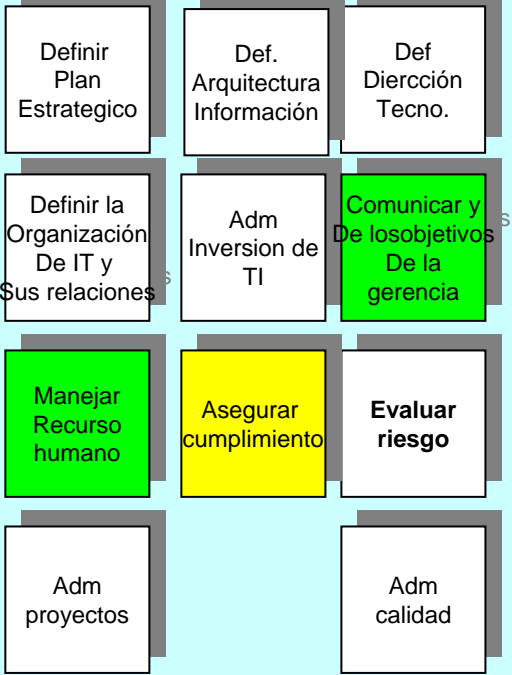 Definir
Plan
Estrategico
Def.
Arquitectura
Información
Def
Diercción
Tecno.
Definir la
Organización
De IT y
Sus relaciones
Adm
Inversion de
TI
Comunicar y
De losobjetivos
De la
gerencia
Manejar
Recurso
humano
Asegurar
cumplimiento
Evaluar
riesgo
Adm
proyectos
Adm
calidad